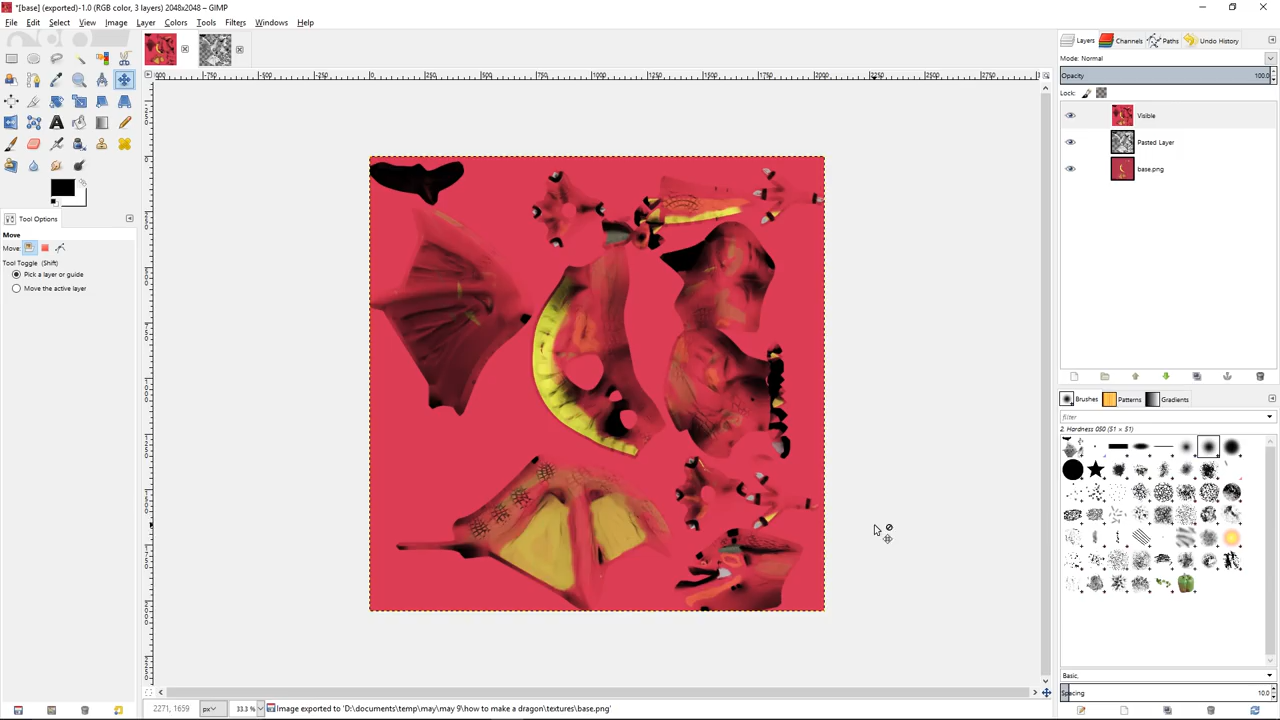 *[base] (exported)-1.0 (RGB color, 3 layers) 2048x2048 – GIMP
File Edit Select View Image Layer Colors Tools Filters Windows Help
Layers Channels Paths Undo History
Mode: Normal
Opacity 100.0
Lock:
Visible
Pasted Layer
base.png
Tool Options
Move
Move:
Tool Toggle (Shift)
Pick a layer or guide
Move the active layer
Brushes Patterns Gradients
filter
2. Hardness 050 (51 × 51)
Basic,
Spacing 10.0
2271, 1659 px 33.3 % Image exported to 'D:\documents\temp\may\may 9\how to make a dragon\textures\base.png'